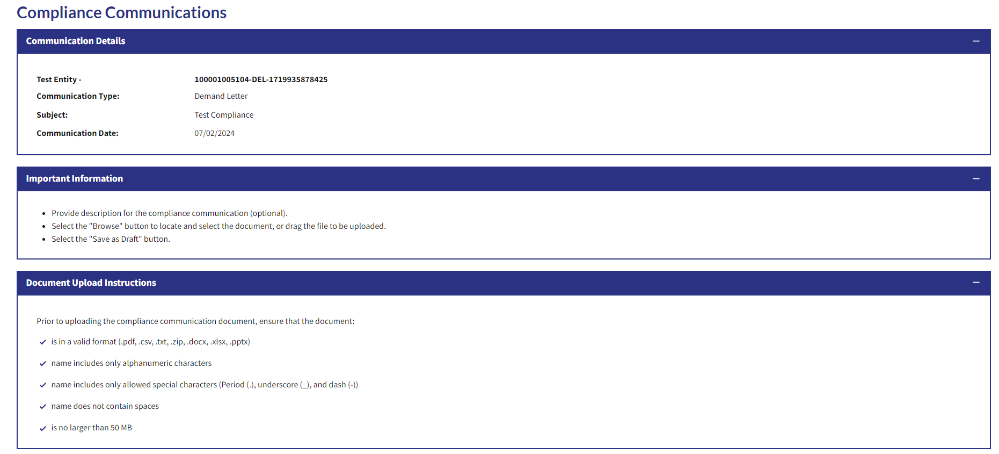 Compliance Communications
Communication Details
Test Entity - 100001005104-DEL-1719935878425
Communication Type: Demand Letter
Subject: Test Compliance
Communication Date: 07/02/2024
Important Information
• Provide description for the compliance communication (optional).
• Select the "Browse" button to locate and select the document, or drag the file to be uploaded.
• Select the "Save as Draft" button.
Document Upload Instructions
Prior to uploading the compliance communication document, ensure that the document:
is in a valid format (.pdf, .csv, .txt, .zip, .docx, .xlsx, .pptx)
name includes only alphanumeric characters
name includes only allowed special characters (Period (.), underscore (_), and dash (-))
name does not contain spaces
is no larger than 50 MB